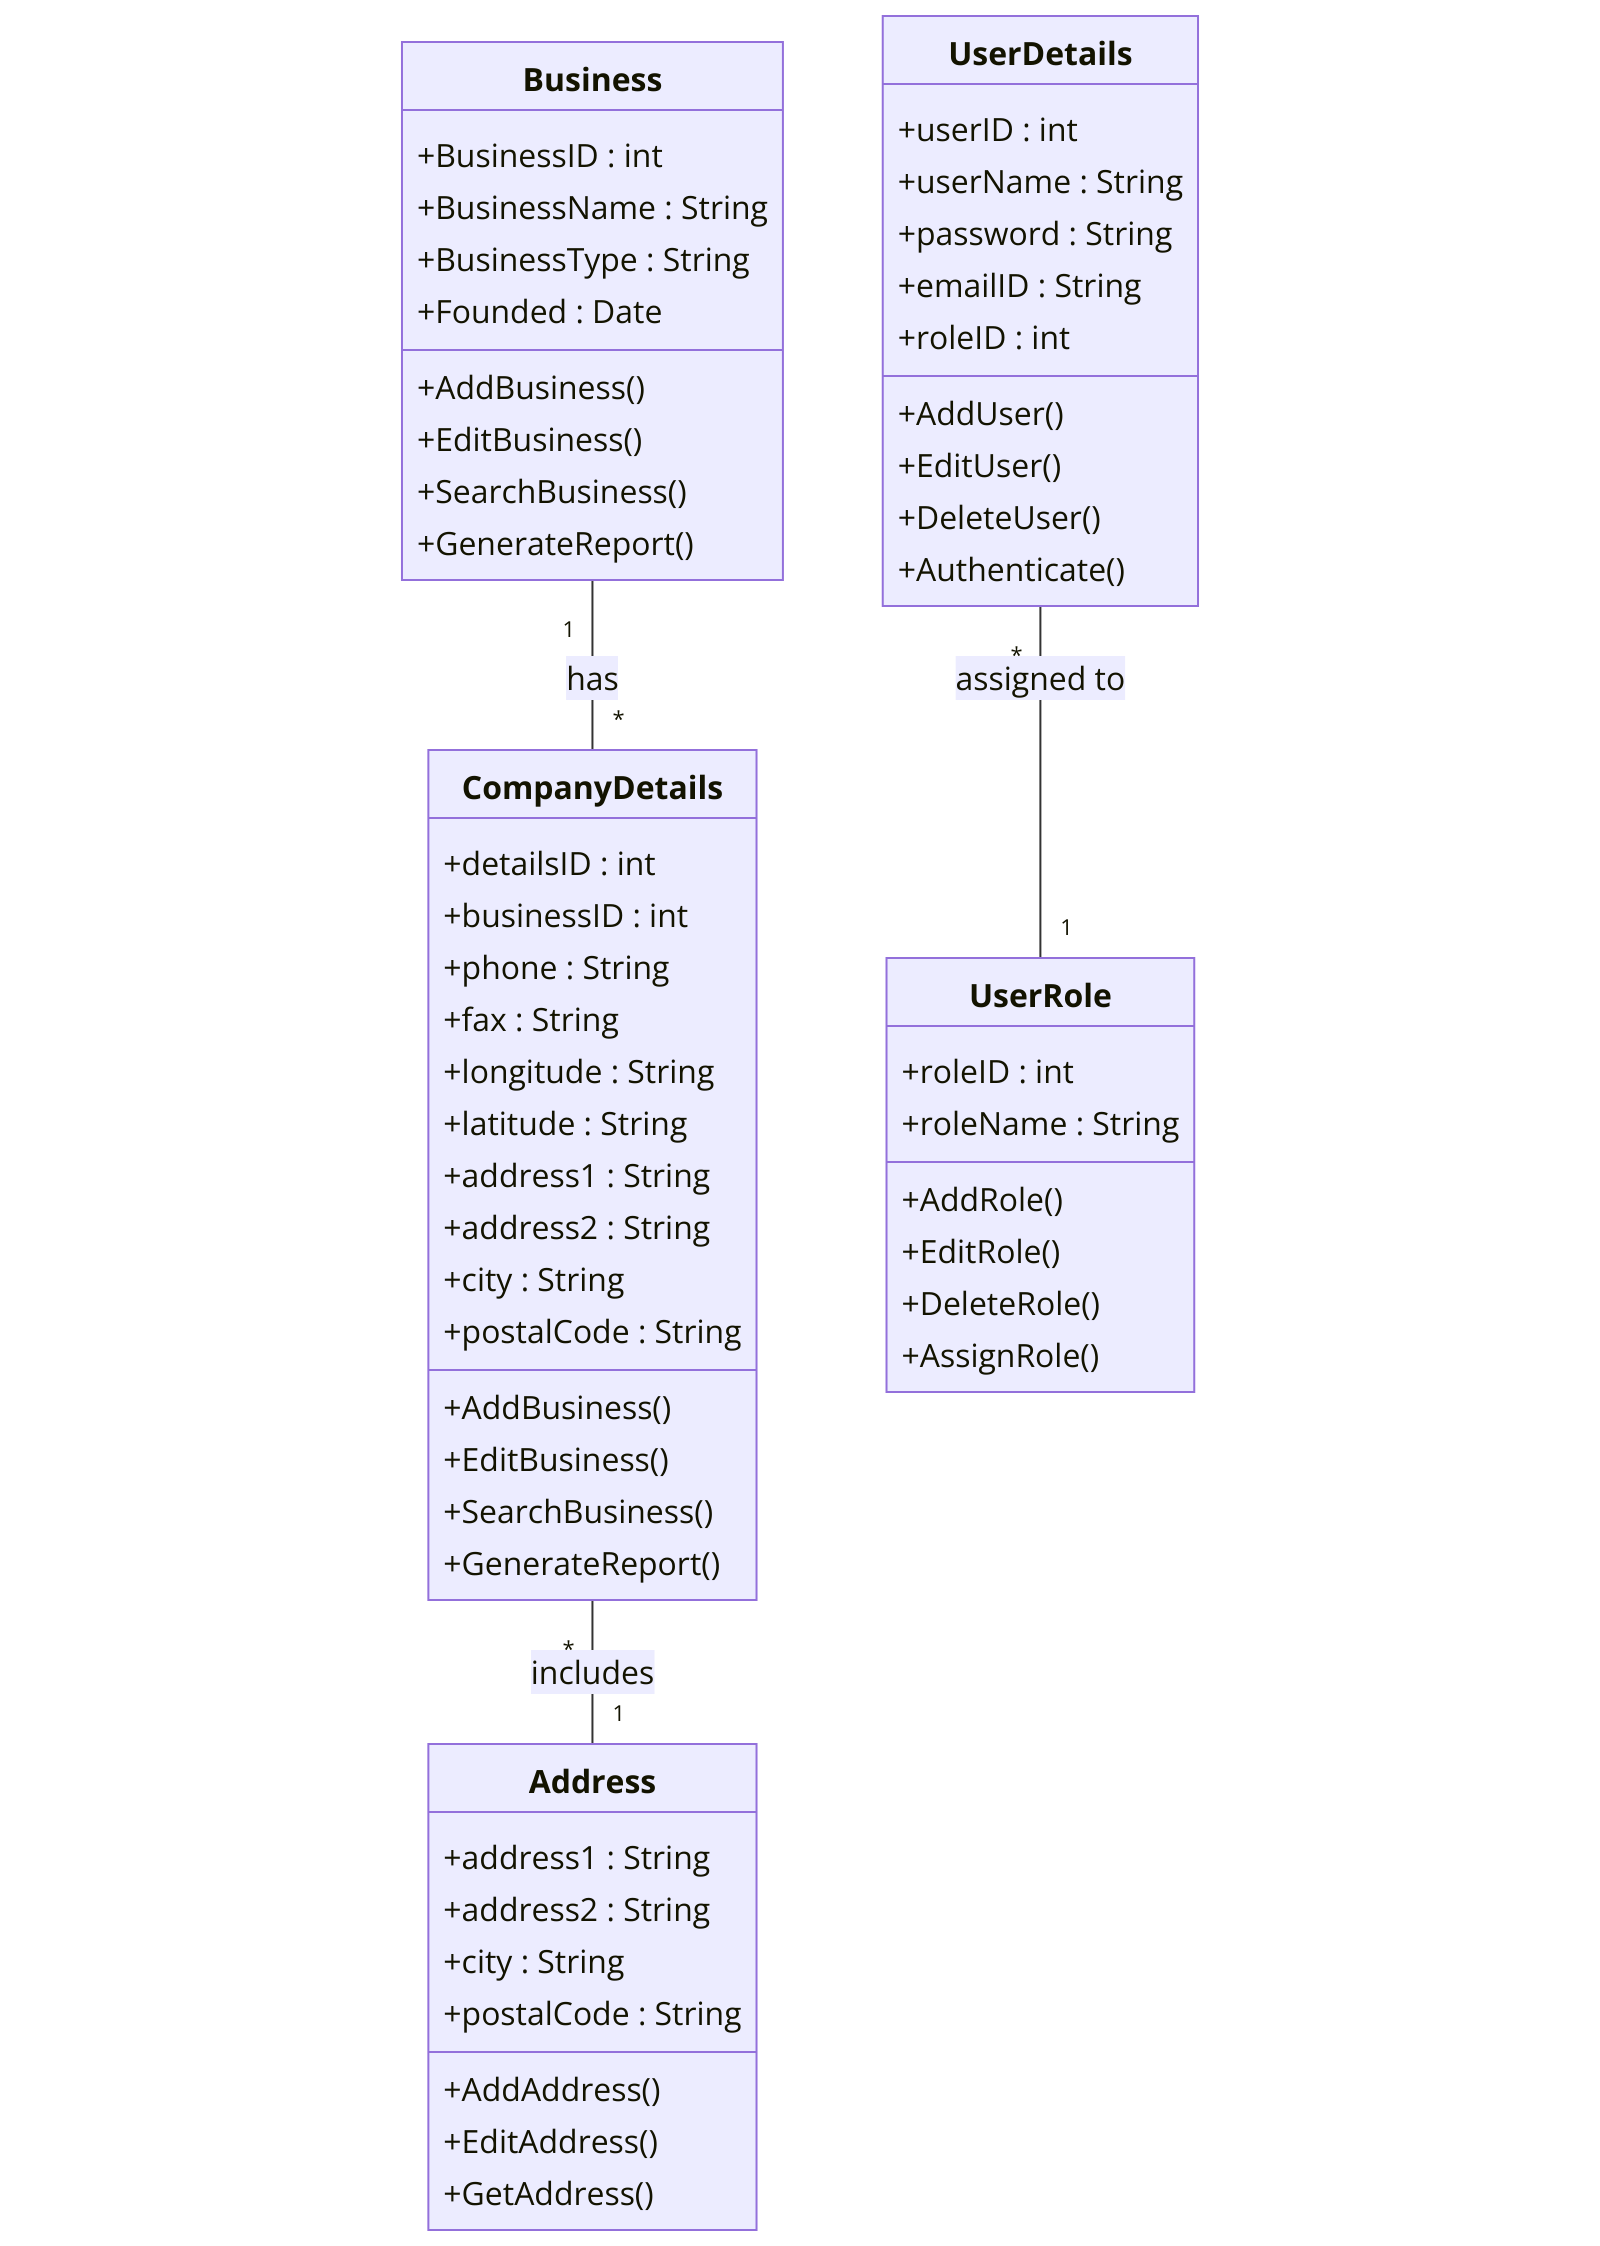 Business
+BusinessID : int
+BusinessName : String
+BusinessType : String
+Founded : Date
+AddBusiness()
+EditBusiness()
+SearchBusiness()
+GenerateReport()
1
has
*
CompanyDetails
+detailsID : int
+businessID : int
+phone : String
+fax : String
+longitude : String
+latitude : String
+address1 : String
+address2 : String
+city : String
+postalCode : String
+AddBusiness()
+EditBusiness()
+SearchBusiness()
+GenerateReport()
*
includes
1
Address
+address1 : String
+address2 : String
+city : String
+postalCode : String
+AddAddress()
+EditAddress()
+GetAddress()
UserDetails
+userID : int
+userName : String
+password : String
+emailID : String
+roleID : int
+AddUser()
+EditUser()
+DeleteUser()
+Authenticate()
*
assigned to
1
UserRole
+roleID : int
+roleName : String
+AddRole()
+EditRole()
+DeleteRole()
+AssignRole()